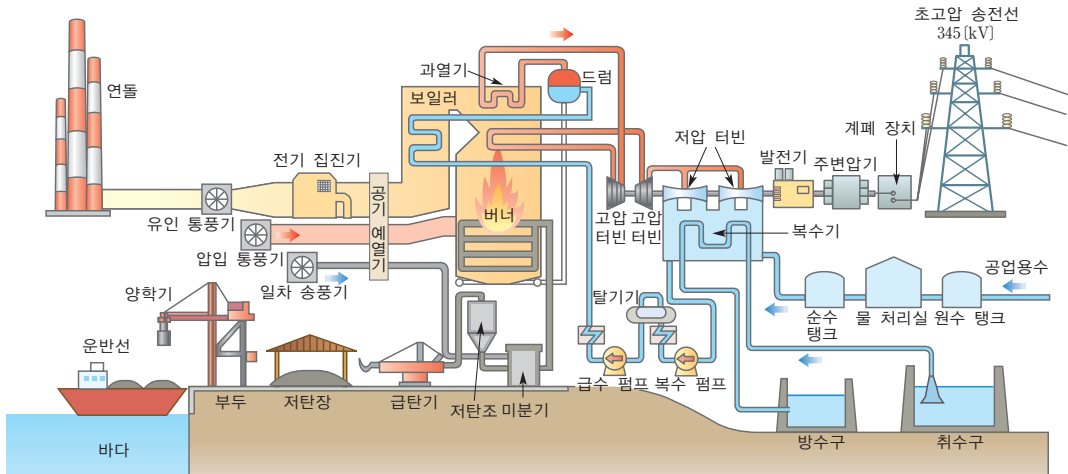 초고압 송전선
345[kV]
연돌
과열기
드럼
보일러
계폐 장치
저압 터빈
발전기
주변압기
전기 집진기
공기 예열기
버너
고압
터빈
고압
터빈
유인 통풍기
복수기
압입 통풍기
일차 송풍기
공업용수
양학기
탈기기
순수
탱크
물 처리실
원수 탱크
운반선
급수 펌프
복수 펌프
부두
저탄장
급탄기
저탄조
미분기
바다
방수구
취수구